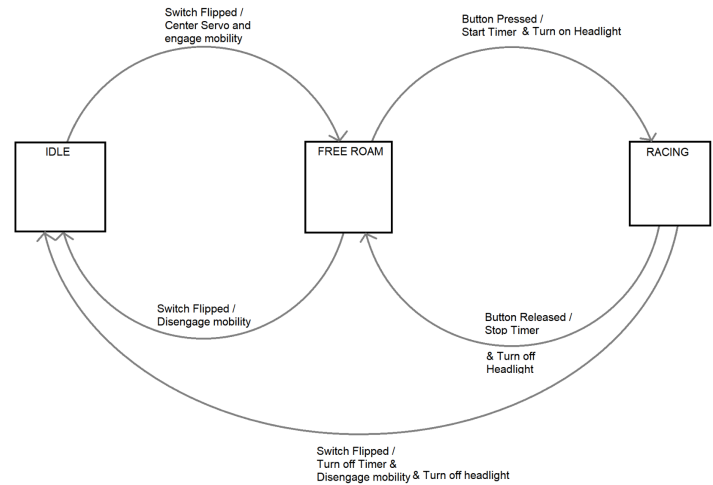 Switch Flipped /
Center Servo and
engage mobility
Button Pressed /
Start Timer & Turn on Headlight
IDLE
FREE ROAM
RACING
Switch Flipped /
Disengage mobility
Button Released /
Stop Timer
& Turn off
Headlight
Switch Flipped /
Turn off Timer &
Disengage mobility & Turn off headlight